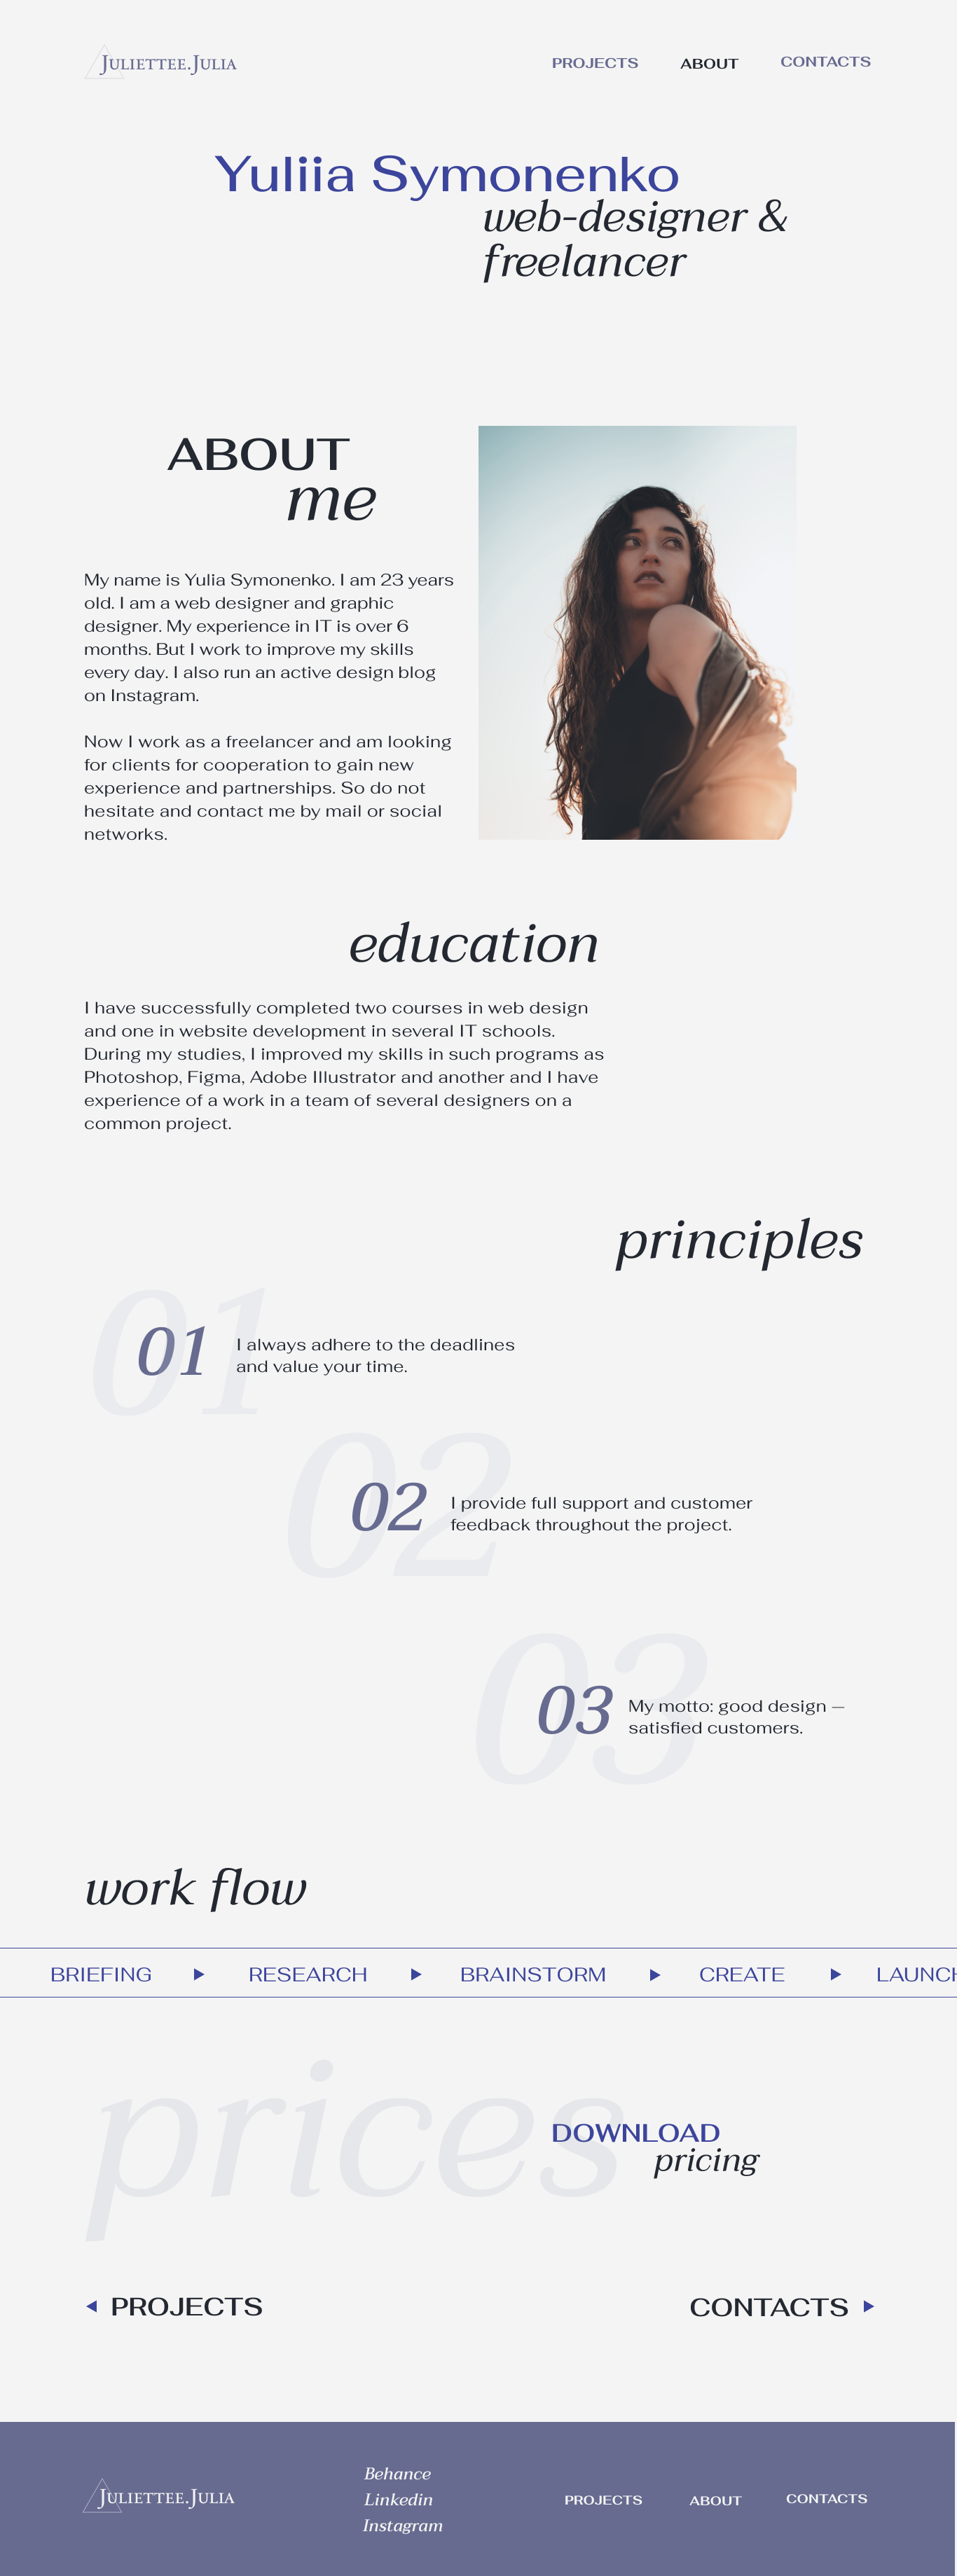 Juliettee.Julia
PROJECTS
ABOUT
CONTACTS
Yuliia Symonenko
web-designer &
freelancer
ABOUT
me
My name is Yulia Symonenko. I am 23 years
old. I am a web designer and graphic
designer. My experience in IT is over 6
months. But I work to improve my skills
every day. I also run an active design blog
on Instagram.
Now I work as a freelancer and am looking
for clients for cooperation to gain new
experience and partnerships. So do not
hesitate and contact me by mail or social
networks.
education
I have successfully completed two courses in web design
and one in website development in several IT schools.
During my studies, I improved my skills in such programs as
Photoshop, Figma, Adobe Illustrator and another and I have
experience of a work in a team of several designers on a
common project.
principles
01
01
I always adhere to the deadlines
and value your time.
02
02
I provide full support and customer
feedback throughout the project.
03
03
My motto: good design —
satisfied customers.
work flow
BRIEFING ▶ RESEARCH ▶ BRAINSTORM ▶ CREATE ▶ LAUNCH
prices
DOWNLOAD
pricing
◀ PROJECTS
CONTACTS ▶
Juliettee.Julia
Behance
Linkedin
Instagram
PROJECTS
ABOUT
CONTACTS